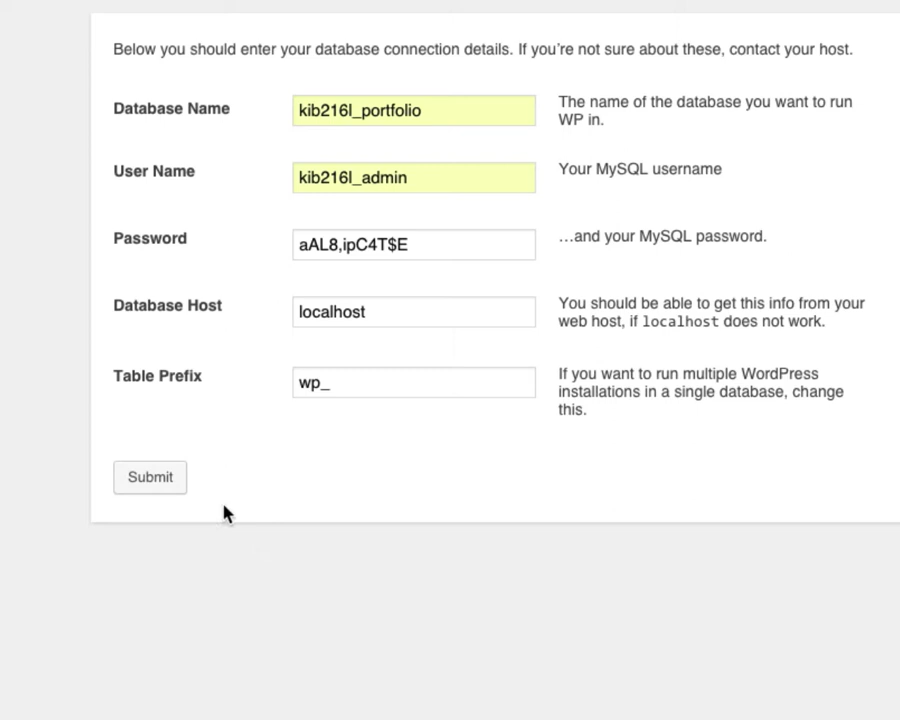 Below you should enter your database connection details. If you’re not sure about these, contact your host.
Database Name
kib216l_portfolio
The name of the database you want to run
WP in.
User Name
kib216l_admin
Your MySQL username
Password
aAL8,ipC4T$E
…and your MySQL password.
Database Host
localhost
You should be able to get this info from your
web host, if localhost does not work.
Table Prefix
wp_
If you want to run multiple WordPress
installations in a single database, change
this.
Submit